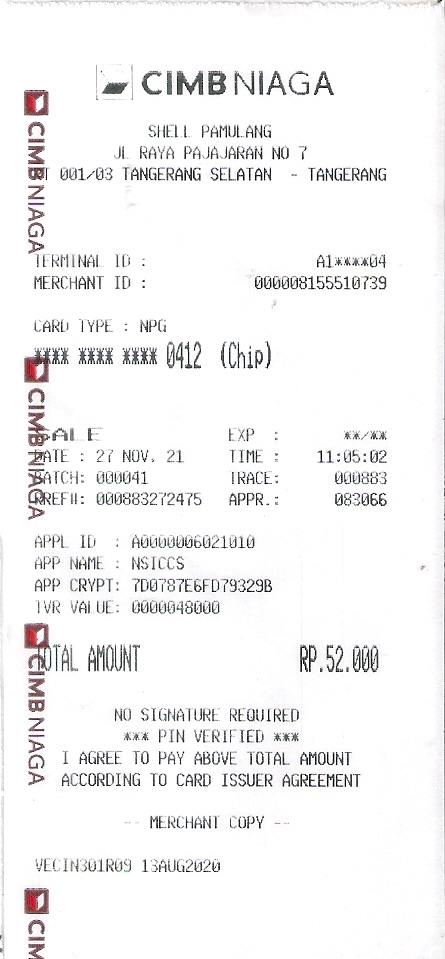 CIMB NIAGA
SHELL PAMULANG
JL RAYA PAJAJARAN NO 7
RT 001/03 TANGERANG SELATAN - TANGERANG
TERMINAL ID : A1****04
MERCHANT ID : 000008155510739
CARD TYPE : NPG
**** **** **** 0412 (Chip)
SALE EXP : **/**
DATE : 27 NOV, 21 TIME : 11:05:02
BATCH: 000041 TRACE: 000883
RREF#: 000883272475 APPR.: 083066
APPL ID : A0000006021010
APP NAME : NSICCS
APP CRYPT: 7D0787E6FD79329B
TVR VALUE: 0000048000
TOTAL AMOUNT RP.52.000
NO SIGNATURE REQUIRED
*** PIN VERIFIED ***
I AGREE TO PAY ABOVE TOTAL AMOUNT
ACCORDING TO CARD ISSUER AGREEMENT
-- MERCHANT COPY --
VECIN301R09 13AUG2020
CIMB NIAGA
CIMB NIAGA
CIMB NIAGA
CIM